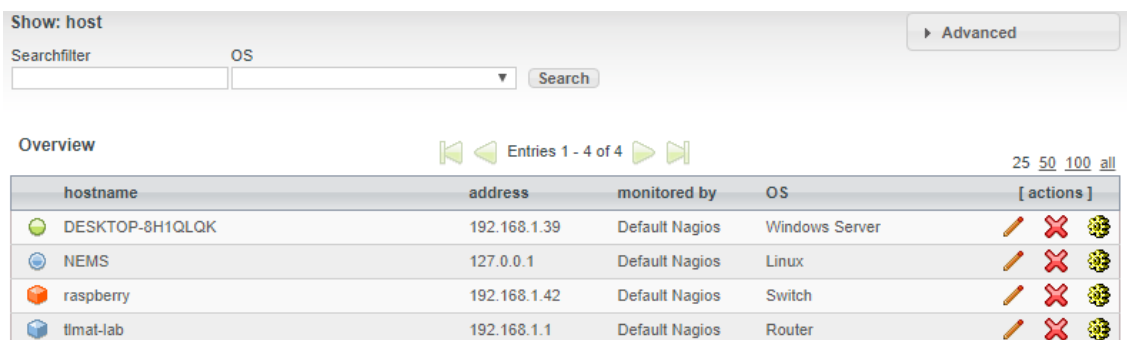 Show: host
Advanced
Searchfilter OS
Search
Overview
Entries 1 - 4 of 4
25 50 100 all
hostname address monitored by OS [ actions ]
DESKTOP-8H1QLQK 192.168.1.39 Default Nagios Windows Server
NEMS 127.0.0.1 Default Nagios Linux
raspberry 192.168.1.42 Default Nagios Switch
tlmat-lab 192.168.1.1 Default Nagios Router